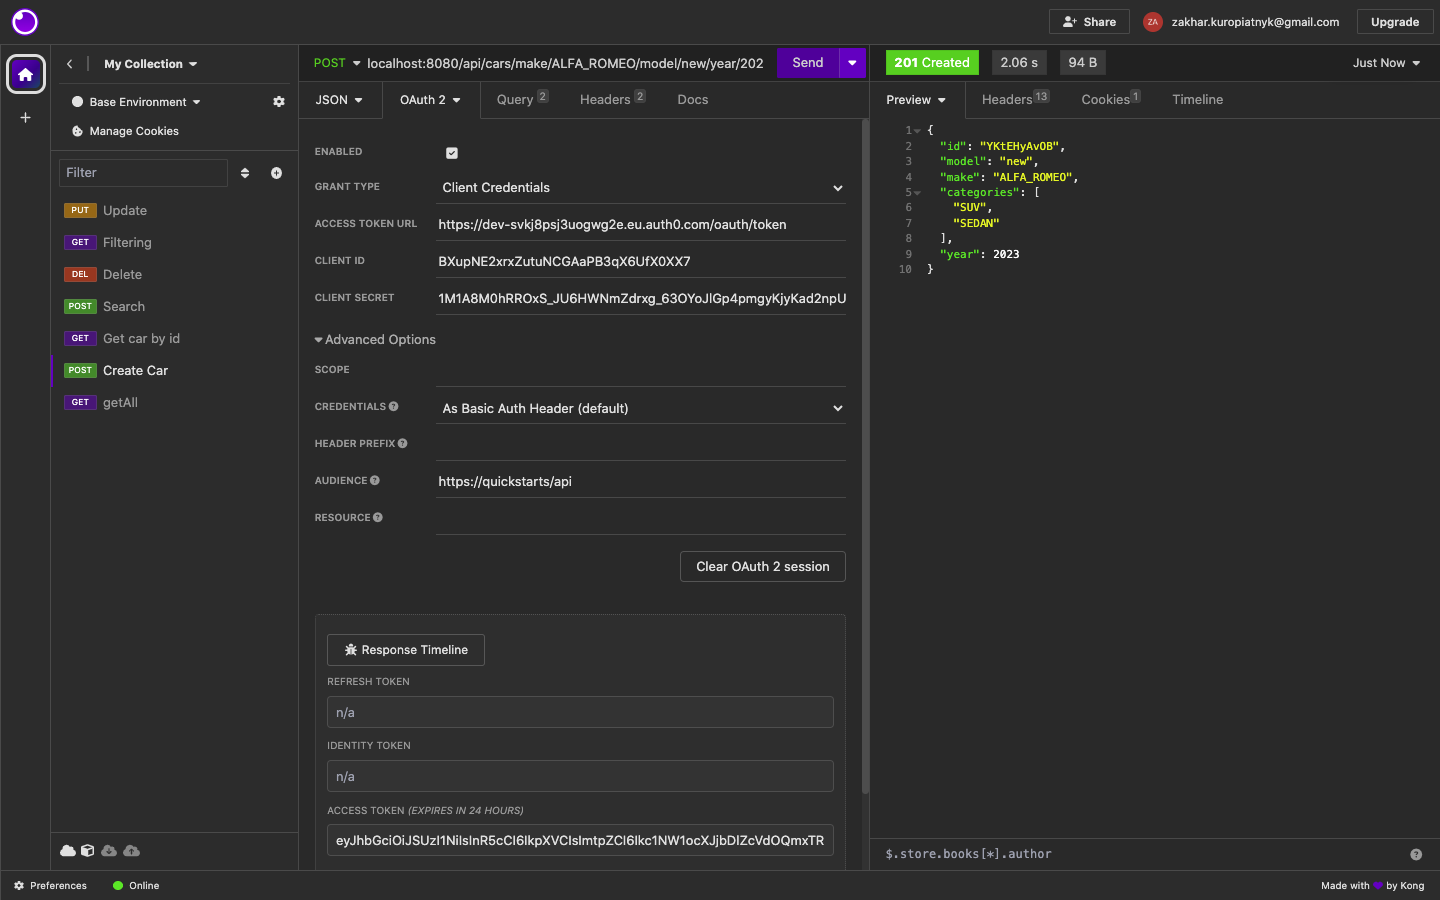 Share
ZA
zakhar.kuropiatnyk@gmail.com
Upgrade
My Collection
Base Environment
Manage Cookies
Filter
PUT Update
GET Filtering
DEL Delete
POST Search
GET Get car by id
POST Create Car
GET getAll
Preferences
Online
POST localhost:8080/api/cars/make/ALFA_ROMEO/model/new/year/202
Send
JSON
OAuth 2
Query 2
Headers 2
Docs
ENABLED
GRANT TYPE Client Credentials
ACCESS TOKEN URL https://dev-svkj8psj3uogwg2e.eu.auth0.com/oauth/token
CLIENT ID BXupNE2xrxZutuNCGAaPB3qX6UfX0XX7
CLIENT SECRET 1M1A8M0hRROxS_JU6HWNmZdrxg_63OYoJlGp4pmgyKjyKad2npU
Advanced Options
SCOPE
CREDENTIALS As Basic Auth Header (default)
HEADER PREFIX
AUDIENCE https://quickstarts/api
RESOURCE
Clear OAuth 2 session
Response Timeline
REFRESH TOKEN
n/a
IDENTITY TOKEN
n/a
ACCESS TOKEN (EXPIRES IN 24 HOURS)
eyJhbGciOiJSUzI1NiIsInR5cCI6IkpXVCIsImtpZCI6Ikc1NW1ocXJjbDlZcVdOQmxTR
201 Created
2.06 s
94 B
Just Now
Preview
Headers 13
Cookies 1
Timeline
1 {
2 "id": "YKtEHyAvOB",
3 "model": "new",
4 "make": "ALFA_ROMEO",
5 "categories": [
6 "SUV",
7 "SEDAN"
8 ],
9 "year": 2023
10 }
$.store.books[*].author
Made with by Kong